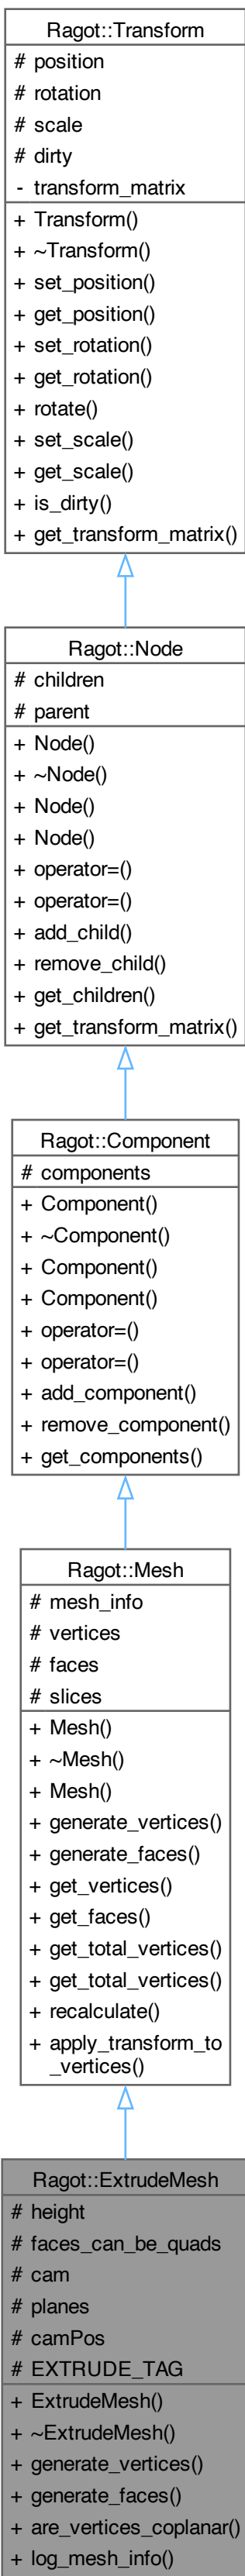 Ragot::Transform
# position
# rotation
# scale
# dirty
- transform_matrix
+ Transform()
+ ~Transform()
+ set_position()
+ get_position()
+ set_rotation()
+ get_rotation()
+ rotate()
+ set_scale()
+ get_scale()
+ is_dirty()
+ get_transform_matrix()
Ragot::Node
# children
# parent
+ Node()
+ ~Node()
+ Node()
+ Node()
+ operator=()
+ operator=()
+ add_child()
+ remove_child()
+ get_children()
+ get_transform_matrix()
Ragot::Component
# components
+ Component()
+ ~Component()
+ Component()
+ Component()
+ operator=()
+ operator=()
+ add_component()
+ remove_component()
+ get_components()
Ragot::Mesh
# mesh_info
# vertices
# faces
# slices
+ Mesh()
+ ~Mesh()
+ Mesh()
+ generate_vertices()
+ generate_faces()
+ get_vertices()
+ get_faces()
+ get_total_vertices()
+ get_total_vertices()
+ recalculate()
+ apply_transform_to
_vertices()
Ragot::ExtrudeMesh
# height
# faces_can_be_quads
# cam
# planes
# camPos
# EXTRUDE_TAG
+ ExtrudeMesh()
+ ~ExtrudeMesh()
+ generate_vertices()
+ generate_faces()
+ are_vertices_coplanar()
+ log_mesh_info()